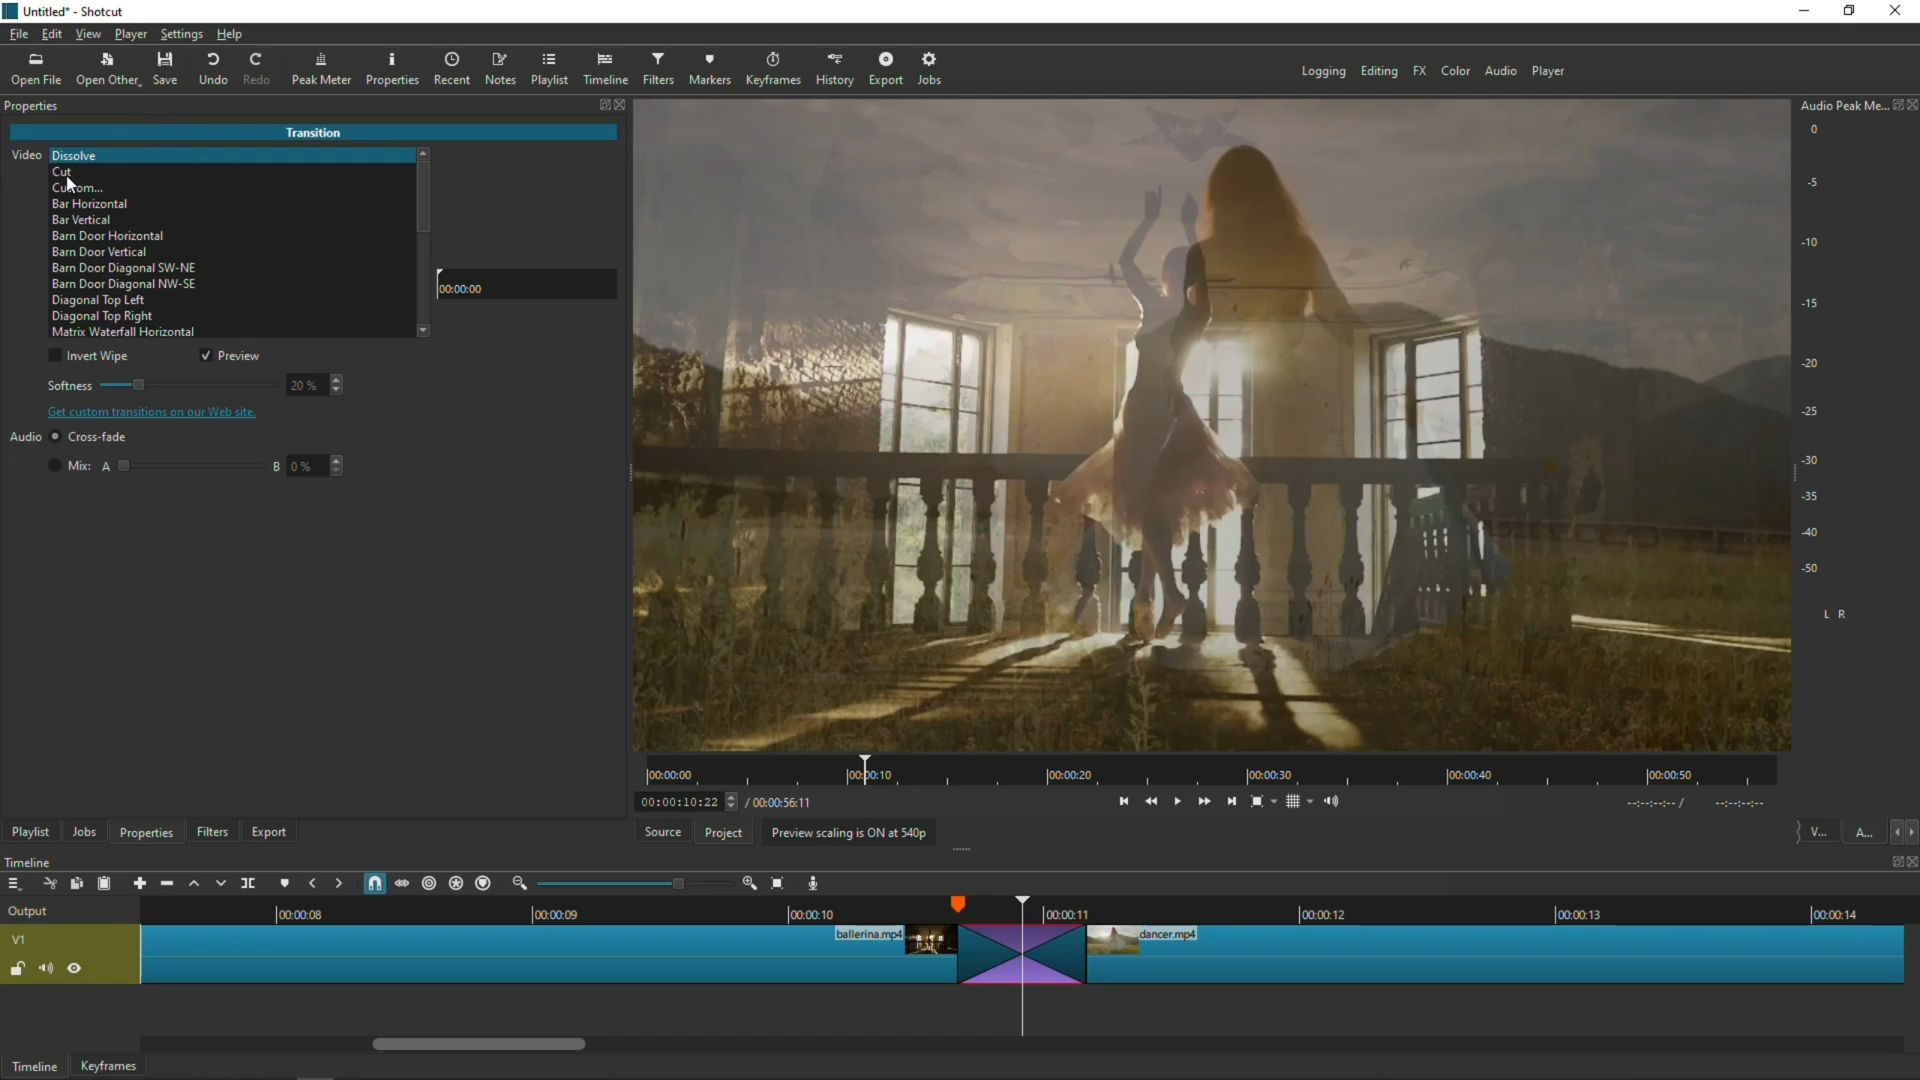 Untitled* - Shotcut
File Edit View Player Settings Help
Open File Open Other Save Undo Redo Peak Meter Properties Recent Notes Playlist Timeline Filters Markers Keyframes History Export Jobs
Logging Editing FX Color Audio Player
Properties
Transition
Video Dissolve
Cut
Bar Horizontal
Bar Vertical
Barn Door Horizontal
Barn Door Vertical
Barn Door Diagonal SW-NE
Barn Door Diagonal NW-SE
Diagonal Top Left
Diagonal Top Right
Matrix Waterfall Horizontal
00:00:00
Invert Wipe Preview
Softness 20 %
Get custom transitions on our Web site.
Audio Cross-fade
Mix: A B 0 %
Audio Peak Me...
0
-5
-10
-15
-20
-25
-30
-35
-40
-50
L R
00:00:00 00:00:10 00:00:20 00:00:30 00:00:40 00:00:50
00:00:10:22 / 00:00:56:11 --:--:--:-- / --:--:--:--
Playlist Jobs Properties Filters Export
Source Project Preview scaling is ON at 540p
V... A...
Timeline
Output 00:00:08 00:00:09 00:00:10 00:00:11 00:00:12 00:00:13 00:00:14
V1 ballerina.mp4 dancer.mp4
Timeline Keyframes